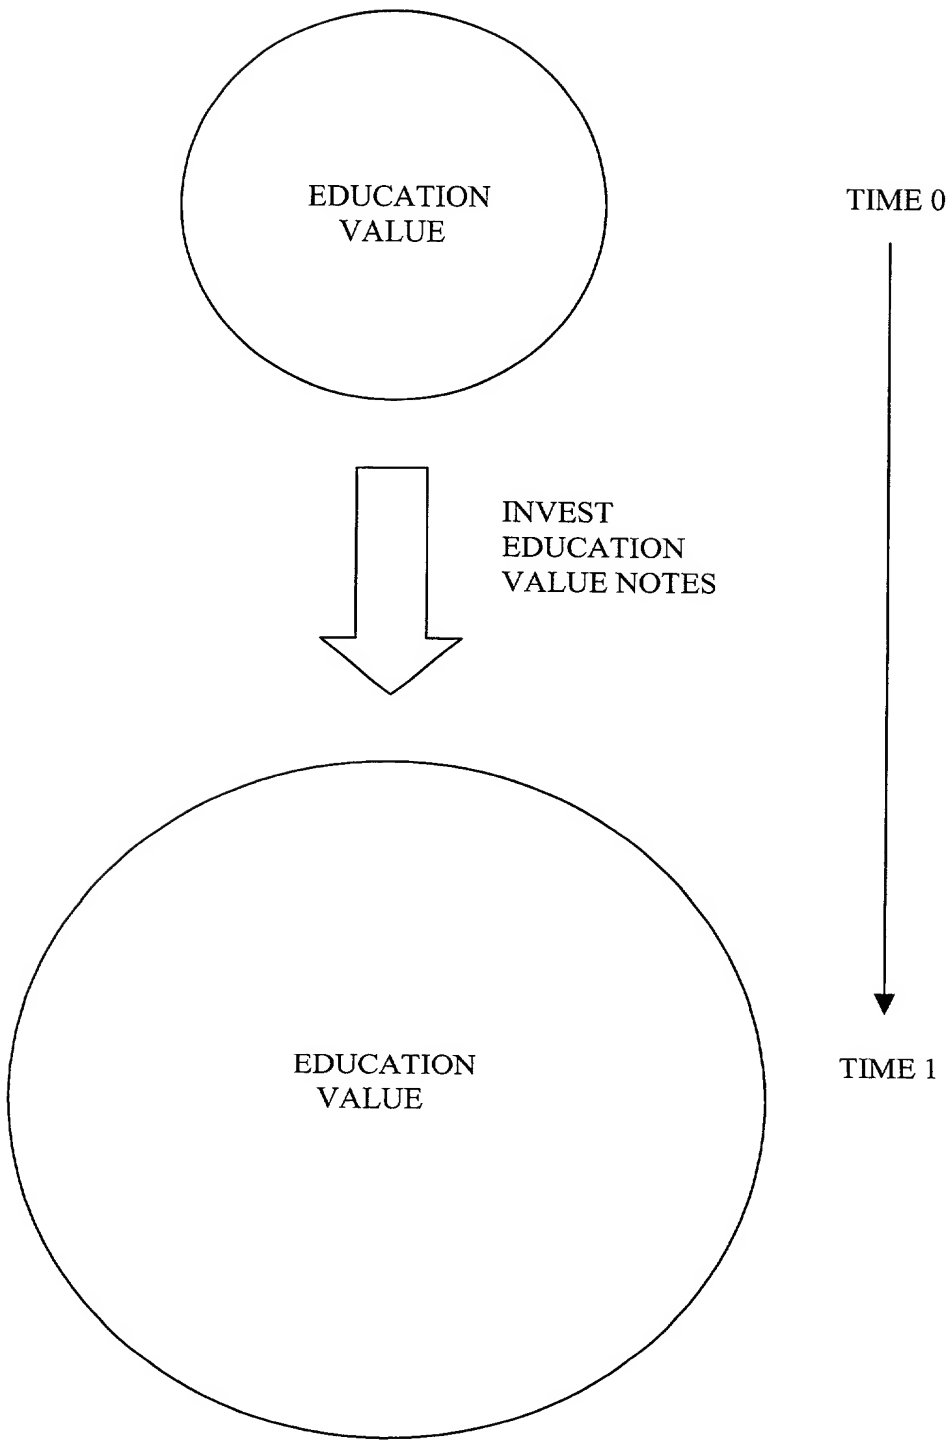 EDUCATION
VALUE
TIME 0
INVEST
EDUCATION
VALUE NOTES
EDUCATION
VALUE
TIME 1